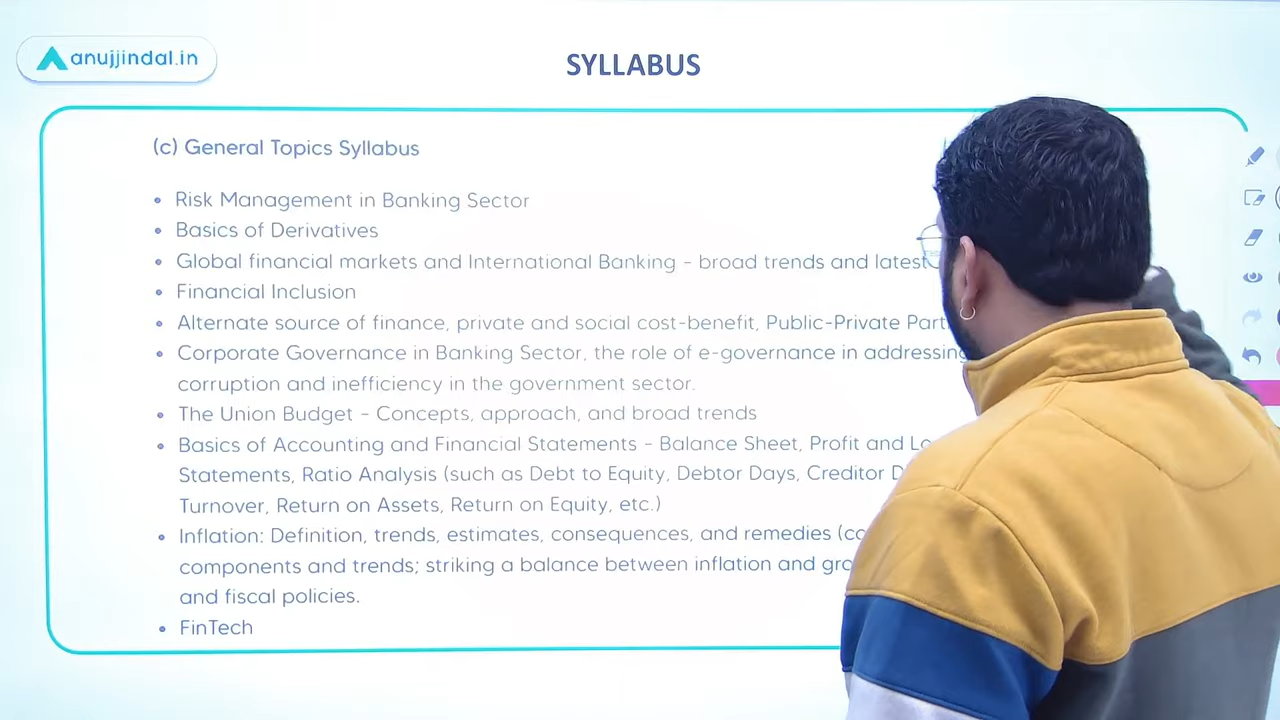 anujjindal.in
SYLLABUS
(c) General Topics Syllabus
• Risk Management in Banking Sector
• Basics of Derivatives
• Global financial markets and International Banking – broad trends and latest
• Financial Inclusion
• Alternate source of finance, private and social cost-benefit, Public-Private
• Corporate Governance in Banking Sector, the role of e-governance in addressing
corruption and inefficiency in the government sector.
• The Union Budget – Concepts, approach, and broad trends
• Basics of Accounting and Financial Statements – Balance Sheet, Profit and
Statements, Ratio Analysis (such as Debt to Equity, Debtor Days, Creditor
Turnover, Return on Assets, Return on Equity, etc.)
• Inflation: Definition, trends, estimates, consequences, and remedies
components and trends; striking a balance between inflation and
and fiscal policies.
• FinTech